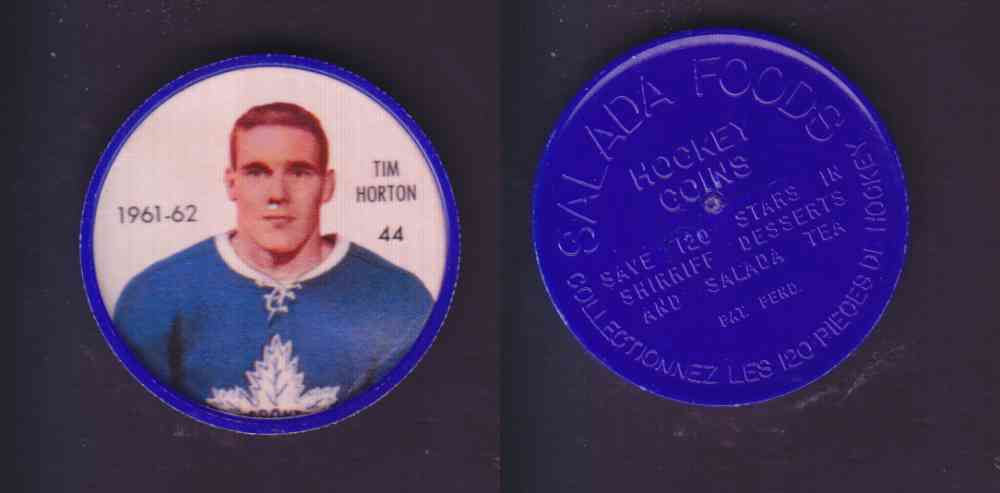 TIM
HORTON
1961-62
44
SALADA FOODS
HOCKEY
COINS
SAVE 120 STARS IN
SHIRRIFF DESSERTS
AND SALADA TEA
PAT. PEND.
COLLECTIONNEZ LES 120 PIECES DU HOCKEY